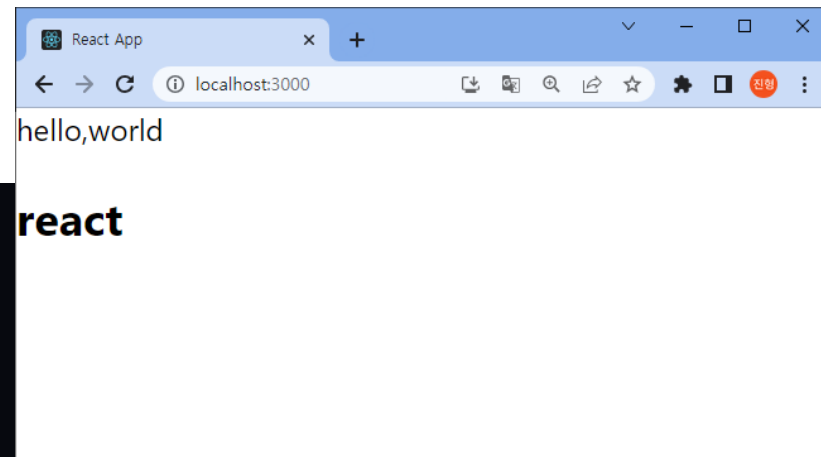 React App
localhost:3000
진형
hello,world
react